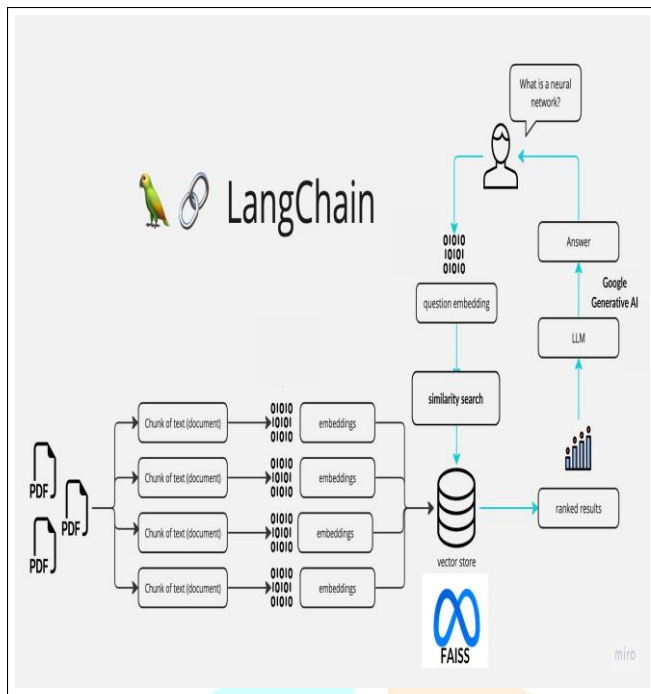 What is a neural
network?
LangChain
01010
10101
01010
Answer
Google
Generative AI
question embedding
LLM
similarity search
Chunk of text (document)
01010
10101
01010
embeddings
PDF
PDF
PDF
Chunk of text (document)
01010
10101
01010
embeddings
Chunk of text (document)
01010
10101
01010
embeddings
Chunk of text (document)
01010
10101
01010
embeddings
vector store
ranked results
FAISS
miro